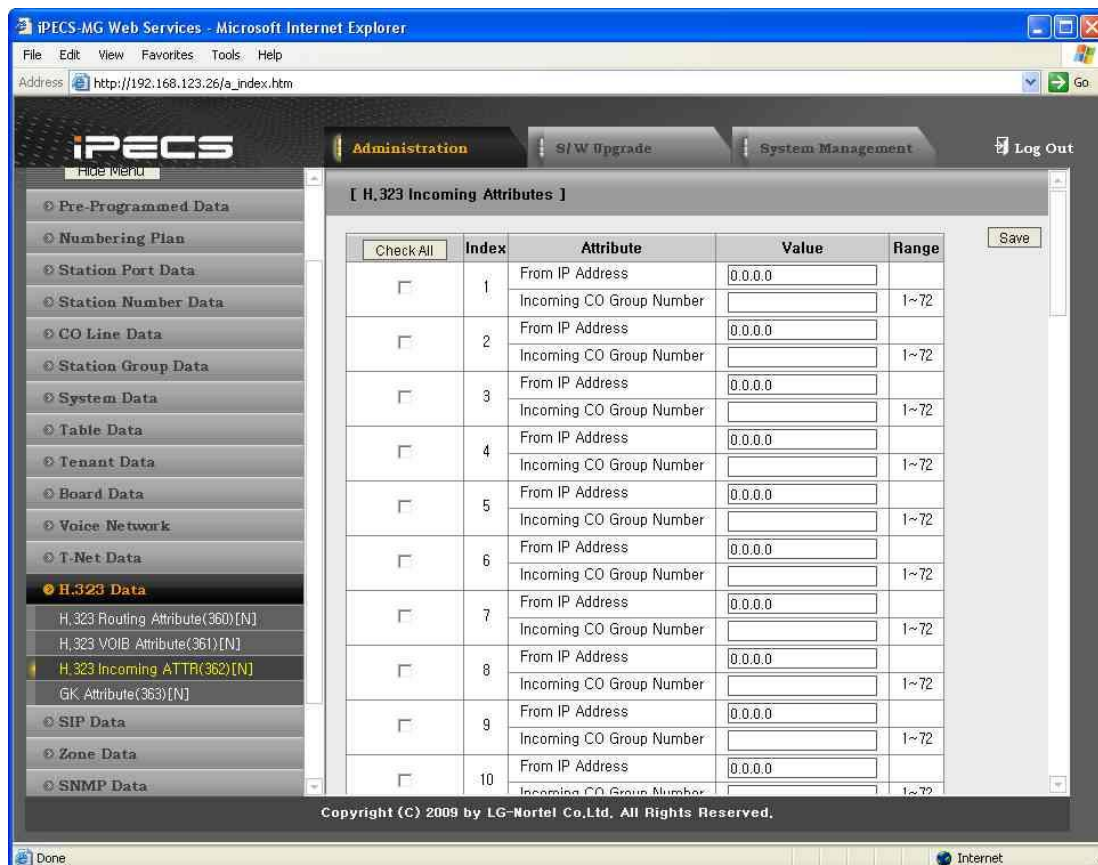 iPECS-MG Web Services - Microsoft Internet Explorer
File Edit View Favorites Tools Help
Address http://192.168.123.26/a_index.htm Go
iPECS
Administration S/W Upgrade System Management Log Out
Hide Menu
Pre-Programmed Data
Numbering Plan
Station Port Data
Station Number Data
CO Line Data
Station Group Data
System Data
Table Data
Tenant Data
Board Data
Voice Network
T-Net Data
H.323 Data
H.323 Routing Attribute(360)[N]
H.323 VOIB Attribute(361)[N]
H.323 Incoming ATTR(362)[N]
GK Attribute(363)[N]
SIP Data
Zone Data
SNMP Data
[ H.323 Incoming Attributes ]
Save
Check All Index Attribute Value Range
1 From IP Address 0.0.0.0
Incoming CO Group Number 1~72
2 From IP Address 0.0.0.0
Incoming CO Group Number 1~72
3 From IP Address 0.0.0.0
Incoming CO Group Number 1~72
4 From IP Address 0.0.0.0
Incoming CO Group Number 1~72
5 From IP Address 0.0.0.0
Incoming CO Group Number 1~72
6 From IP Address 0.0.0.0
Incoming CO Group Number 1~72
7 From IP Address 0.0.0.0
Incoming CO Group Number 1~72
8 From IP Address 0.0.0.0
Incoming CO Group Number 1~72
9 From IP Address 0.0.0.0
Incoming CO Group Number 1~72
10 From IP Address 0.0.0.0
Incoming CO Group Number 1~72
Copyright (C) 2009 by LG-Nortel Co,Ltd, All Rights Reserved,
Done Internet